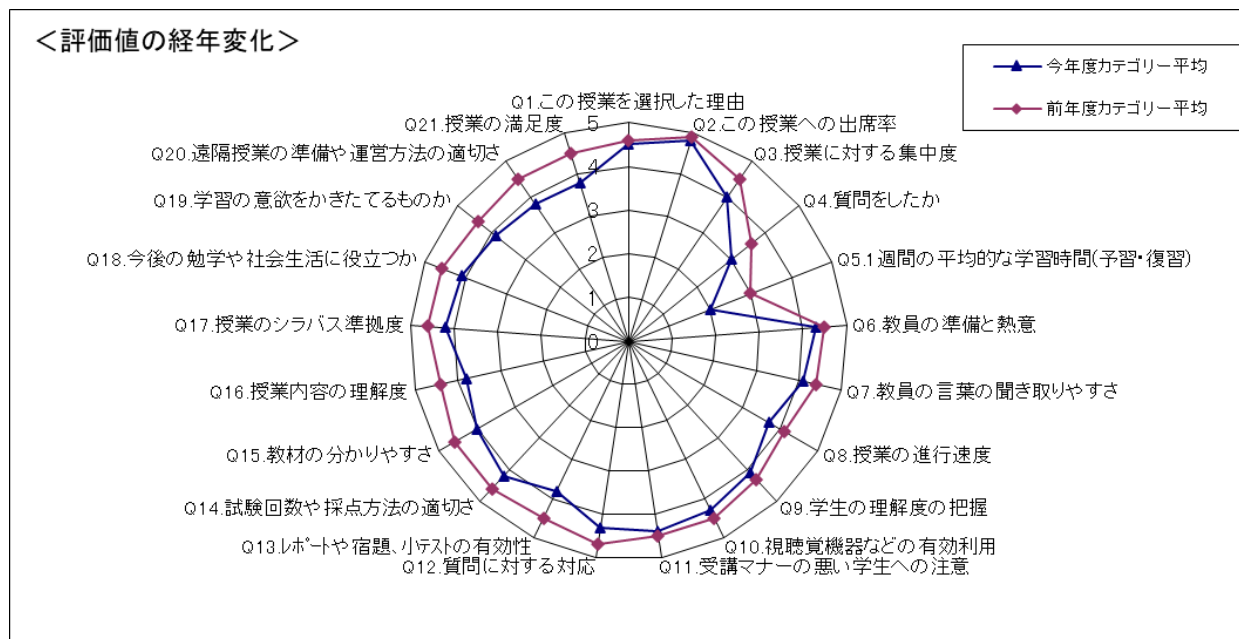 ＜評価値の経年変化＞
今年度カテゴリー平均
前年度カテゴリー平均
Q1.この授業を選択した理由
Q2.この授業への出席率
Q3.授業に対する集中度
Q4.質問をしたか
Q5.1週間の平均的な学習時間(予習・復習)
Q6.教員の準備と熱意
Q7.教員の言葉の聞き取りやすさ
Q8.授業の進行速度
Q9.学生の理解度の把握
Q10.視聴覚機器などの有効利用
Q11.受講マナーの悪い学生への注意
Q12.質問に対する対応
Q13.ﾚﾎﾟｰﾄや宿題、小ﾃｽﾄの有効性
Q14.試験回数や採点方法の適切さ
Q15.教材の分かりやすさ
Q16.授業内容の理解度
Q17.授業のシラバス準拠度
Q18.今後の勉学や社会生活に役立つか
Q19.学習の意欲をかきたてるものか
Q20.遠隔授業の準備や運営方法の適切さ
Q21.授業の満足度
5
4
3
2
1
0